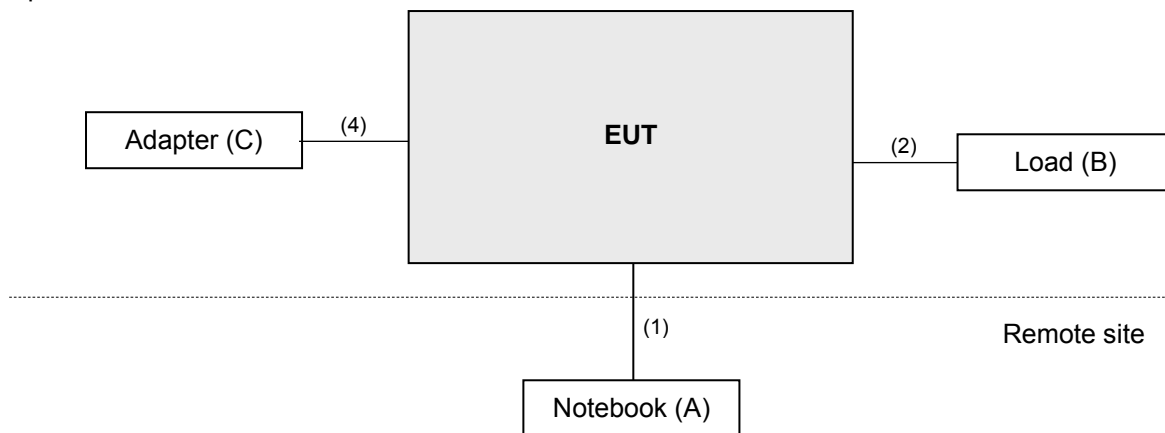 EUT
(4)
Adapter (C)
(2)
Load (B)
(1)
Remote site
Notebook (A)